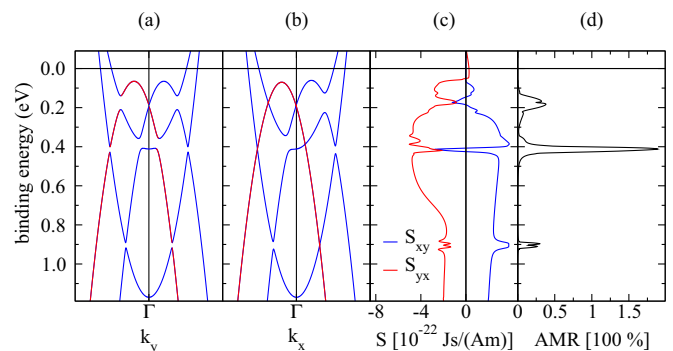 (a) (b) (c) (d)
binding energy (eV)
0.0
0.2
0.4
0.6
0.8
1.0
S_xy
S_yx
Γ Γ -8 -4 0 4 0 0.5 1 1.5
k_y k_x S [10^-22 Js/(Am)] AMR [100 %]